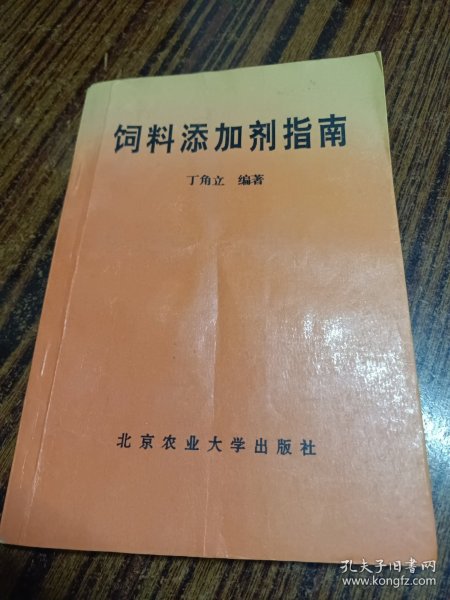 饲料添加剂指南
丁角立 编著
北京农业大学出版社
孔夫子旧书网
www.kongfz.com